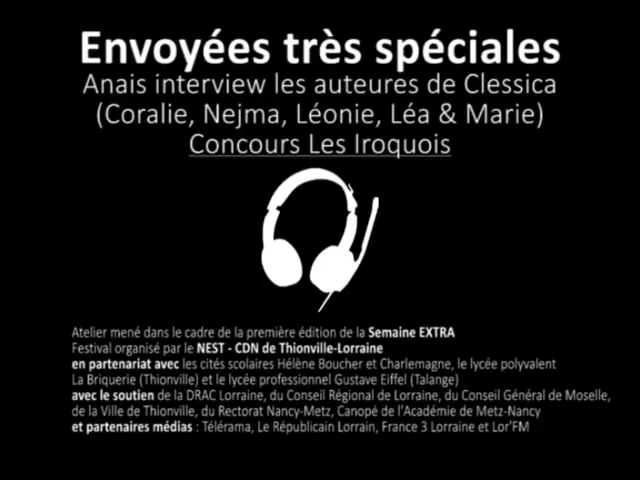 Envoyées très spéciales
Anais interview les auteures de Clessica
(Coralie, Nejma, Léonie, Léa & Marie)
Concours Les Iroquois
Atelier mené dans le cadre de la première édition de la Semaine EXTRA
Festival organisé par le NEST - CDN de Thionville-Lorraine
en partenariat avec les cités scolaires Hélène Boucher et Charlemagne, le lycée polyvalent
La Briquerie (Thionville) et le lycée professionnel Gustave Eiffel (Talange)
avec le soutien de la DRAC Lorraine, du Conseil Régional de Lorraine, du Conseil Général de Moselle,
de la Ville de Thionville, du Rectorat Nancy-Metz, Canopé de l'Académie de Metz-Nancy
et partenaires médias : Télérama, Le Républicain Lorrain, France 3 Lorraine et Lor'FM